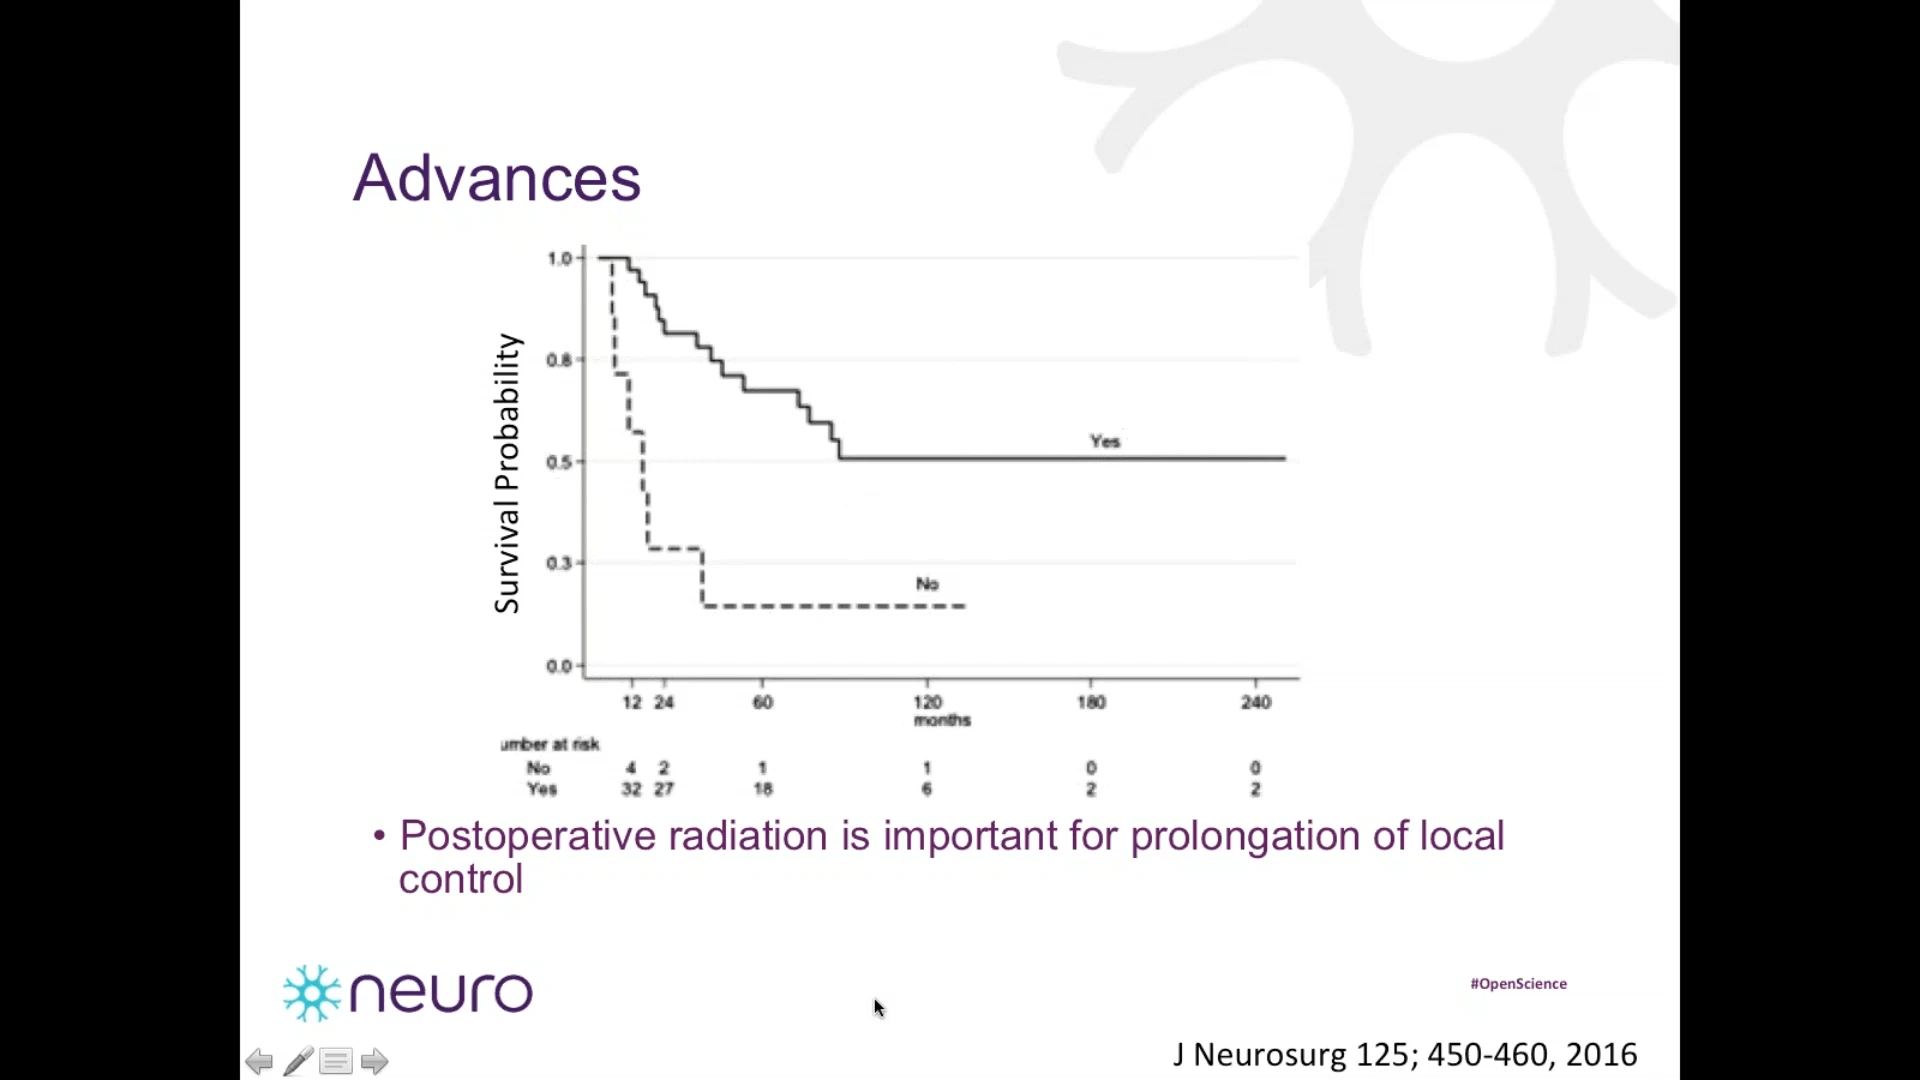 Advances
Survival Probability
1.0
0.8
0.5
0.3
0.0
Yes
No
12 24 60 120 180 240
months
umber at risk
No 4 2 1 1 0 0
Yes 32 27 18 6 2 2
• Postoperative radiation is important for prolongation of local
control
neuro
#OpenScience
J Neurosurg 125; 450-460, 2016